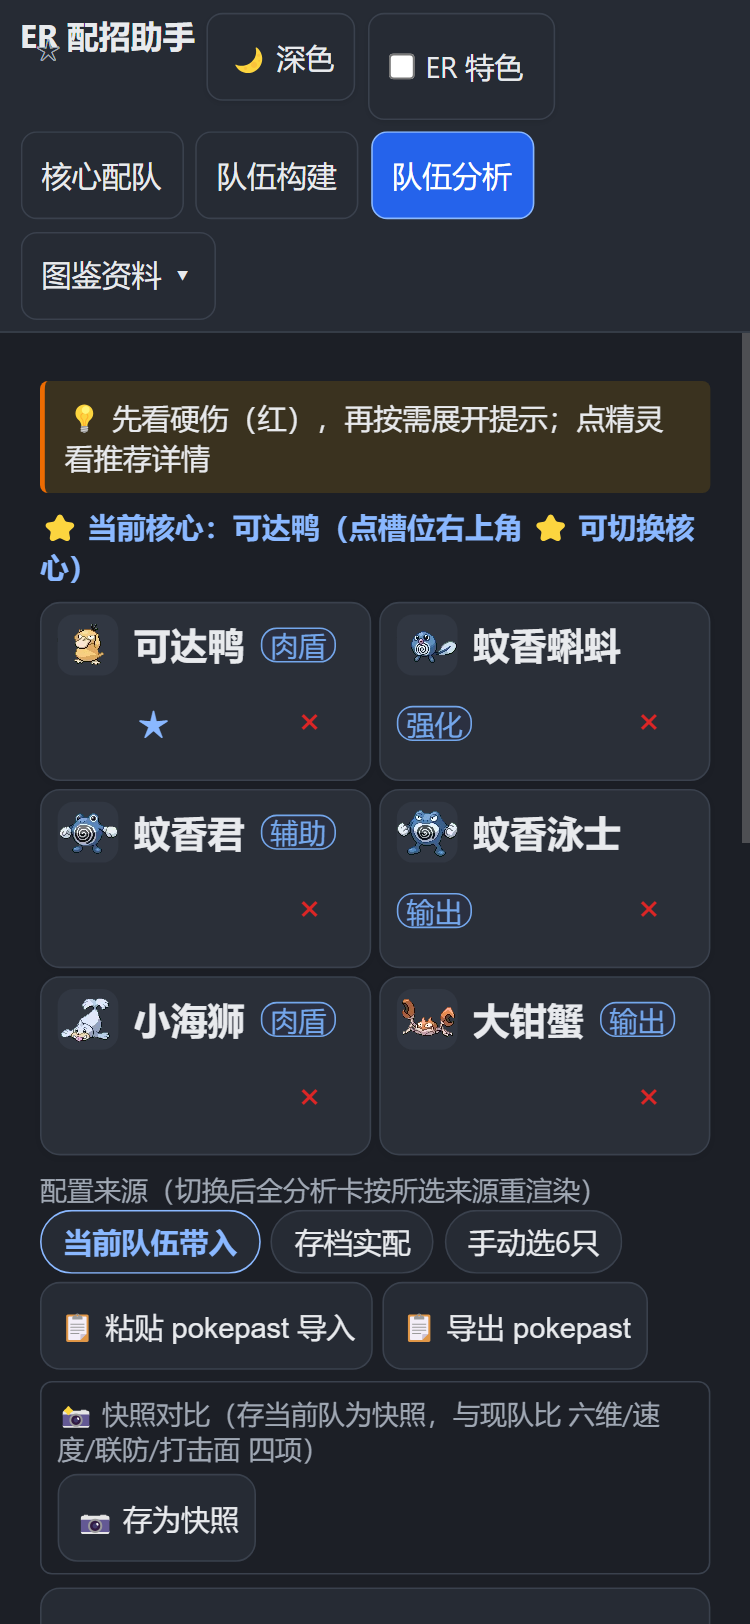 ER 配招助手
🌙 深色
ER 特色
核心配队
队伍构建
队伍分析
图鉴资料 ▼
💡 先看硬伤（红），再按需展开提示；点精灵
看推荐详情
⭐ 当前核心：可达鸭（点槽位右上角 ⭐ 可切换核
心）
可达鸭 肉盾
★ ✕
蚊香蝌蚪
强化 ✕
蚊香君 辅助
✕
蚊香泳士
输出 ✕
小海狮 肉盾
✕
大钳蟹 输出
✕
配置来源（切换后全分析卡按所选来源重渲染）
当前队伍带入
存档实配
手动选6只
📋 粘贴 pokepast 导入
📋 导出 pokepast
📸 快照对比（存当前队为快照，与现队比 六维/速
度/联防/打击面 四项）
📷 存为快照